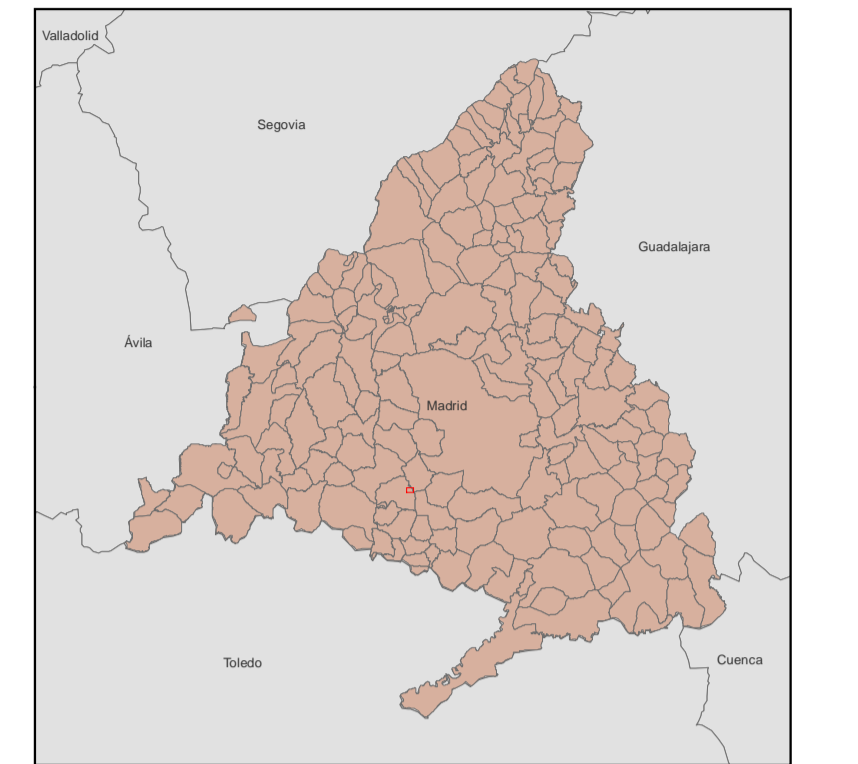 Valladolid
Segovia
Guadalajara
Ávila
Madrid
Toledo
Cuenca